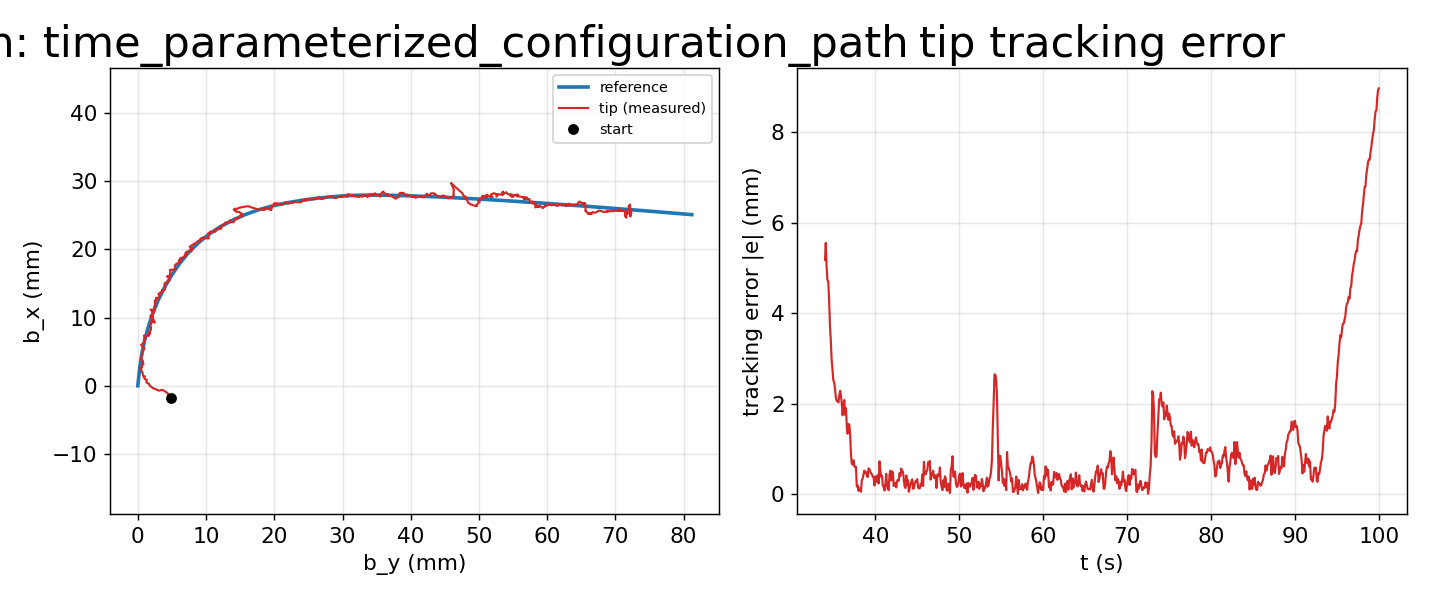 n: time_parameterized_configuration_path
tip tracking error
reference
tip (measured)
start
40
30
20
10
0
−10
b_x (mm)
0 10 20 30 40 50 60 70 80
b_y (mm)
8
6
4
2
0
tracking error |e| (mm)
40 50 60 70 80 90 100
t (s)